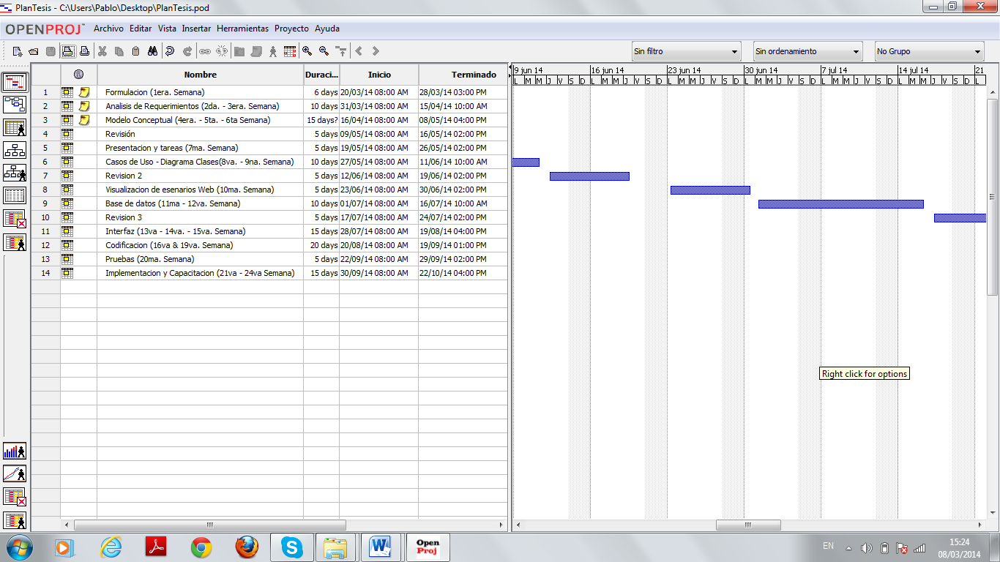 PlanTesis - C:\Users\Pablo\Desktop\PlanTesis.pod
OPENPROJ™ Archivo Editar Vista Insertar Herramientas Proyecto Ayuda
Sin filtro Sin ordenamiento No Grupo
Nombre Duraci... Inicio Terminado
9 jun 14 16 jun 14 23 jun 14 30 jun 14 7 jul 14 14 jul 14 21
L M M J V S D L M M J V S D L M M J V S D L M M J V S D L M M J V S D L M M J V S D L
1 Formulacion (1era. Semana) 6 days 20/03/14 08:00 AM 28/03/14 03:00 PM
2 Analisis de Requerimientos (2da. - 3era. Semana) 10 days 31/03/14 08:00 AM 15/04/14 10:00 AM
3 Modelo Conceptual (4era. - 5ta. - 6ta Semana) 15 days? 16/04/14 08:00 AM 08/05/14 04:00 PM
4 Revisión 5 days 09/05/14 08:00 AM 16/05/14 02:00 PM
5 Presentacion y tareas (7ma. Semana) 5 days 19/05/14 08:00 AM 26/05/14 02:00 PM
6 Casos de Uso - Diagrama Clases(8va. - 9na. Semana) 10 days 27/05/14 08:00 AM 11/06/14 10:00 AM
7 Revision 2 5 days 12/06/14 08:00 AM 19/06/14 02:00 PM
8 Visualizacion de esenarios Web (10ma. Semana) 5 days 23/06/14 08:00 AM 30/06/14 02:00 PM
9 Base de datos (11ma - 12va. Semana) 10 days 01/07/14 08:00 AM 16/07/14 10:00 AM
10 Revision 3 5 days 17/07/14 08:00 AM 24/07/14 02:00 PM
11 Interfaz (13va - 14va. - 15va. Semana) 15 days 28/07/14 08:00 AM 19/08/14 04:00 PM
12 Codificacion (16va & 19va. Semana) 20 days 20/08/14 08:00 AM 19/09/14 01:00 PM
13 Pruebas (20ma. Semana) 5 days 22/09/14 08:00 AM 29/09/14 02:00 PM
14 Implementacion y Capacitacion (21va - 24va Semana) 15 days 30/09/14 08:00 AM 22/10/14 04:00 PM
Right click for options
Open
Proj
EN
15:24
08/03/2014